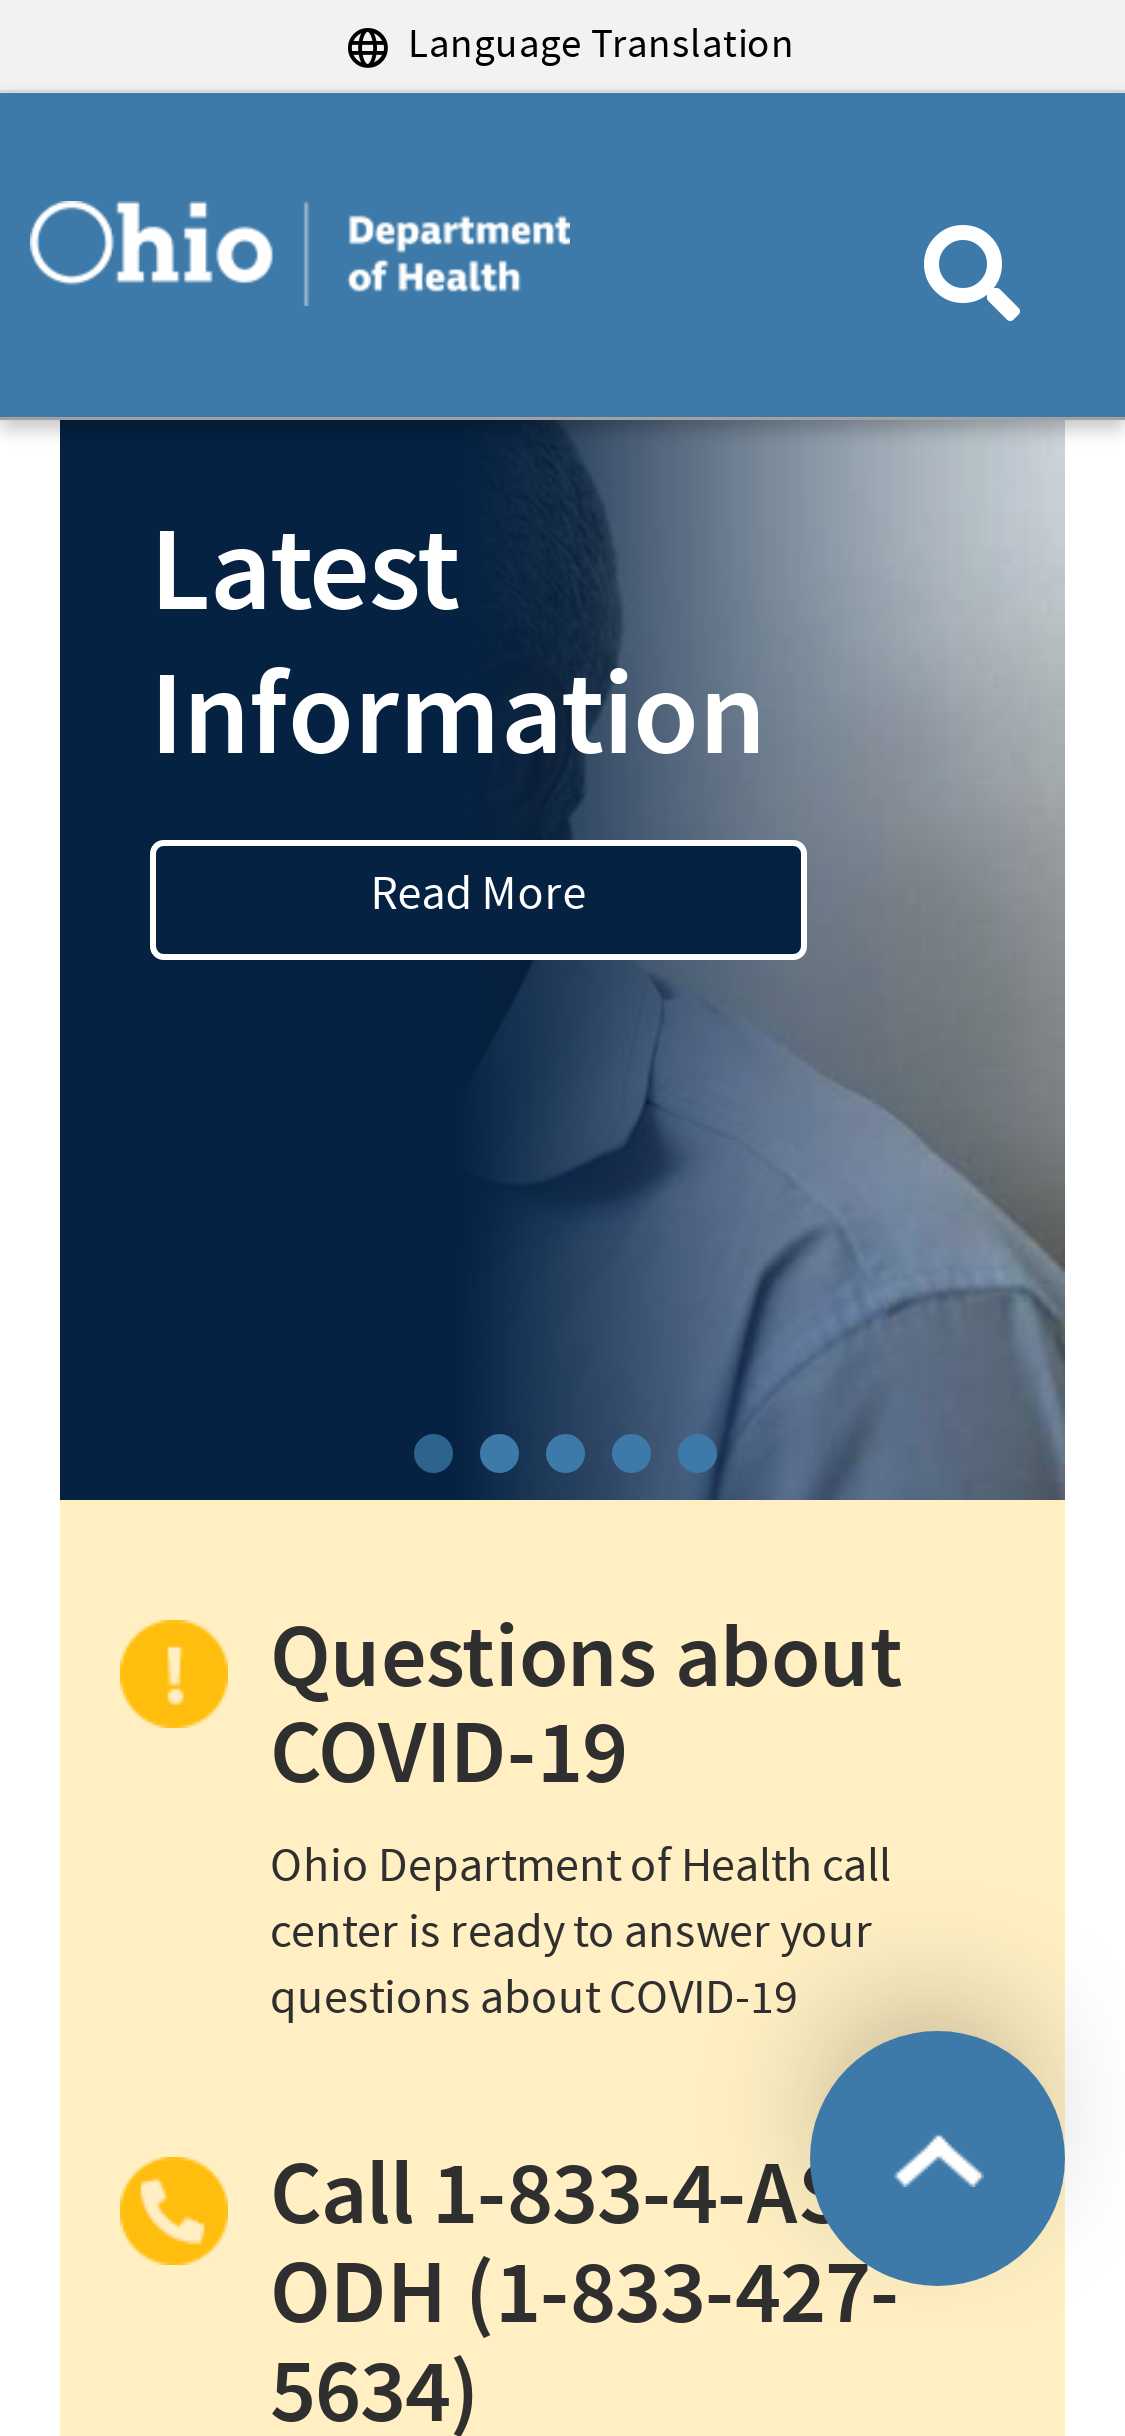 Language Translation
Ohio
Department
of Health
Latest
Information
Read More
Questions about
COVID-19
Ohio Department of Health call
center is ready to answer your
questions about COVID-19
Call 1-833-4-
ODH (1-833-427-
5634)